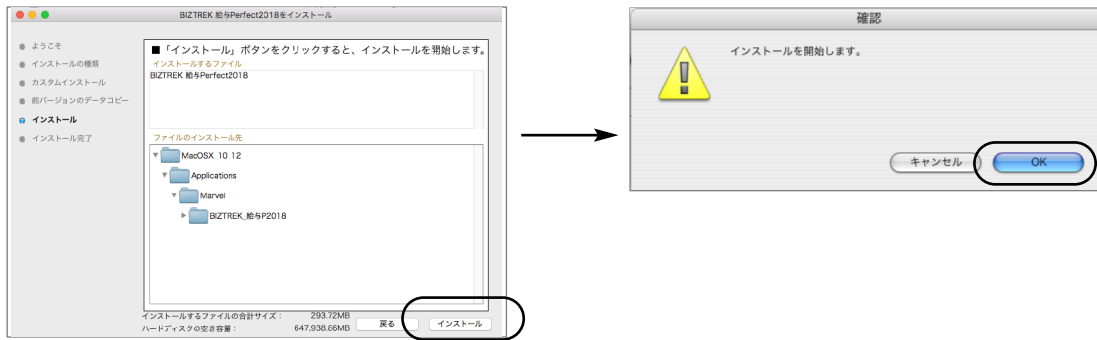 BIZTREK 給与Perfect2018をインストール
ようこそ
インストールの種類
カスタムインストール
前バージョンのデータコピー
インストール
インストール完了
■「インストール」ボタンをクリックすると、インストールを開始します。
インストールするファイル
BIZTREK 給与Perfect2018
ファイルのインストール先
MacOSX 10 12
Applications
Marvel
BIZTREK_給与P2018
インストールするファイルの合計サイズ： 293.72MB
ハードディスクの空き容量： 647,938.66MB
戻る
インストール
確認
インストールを開始します。
キャンセル
OK